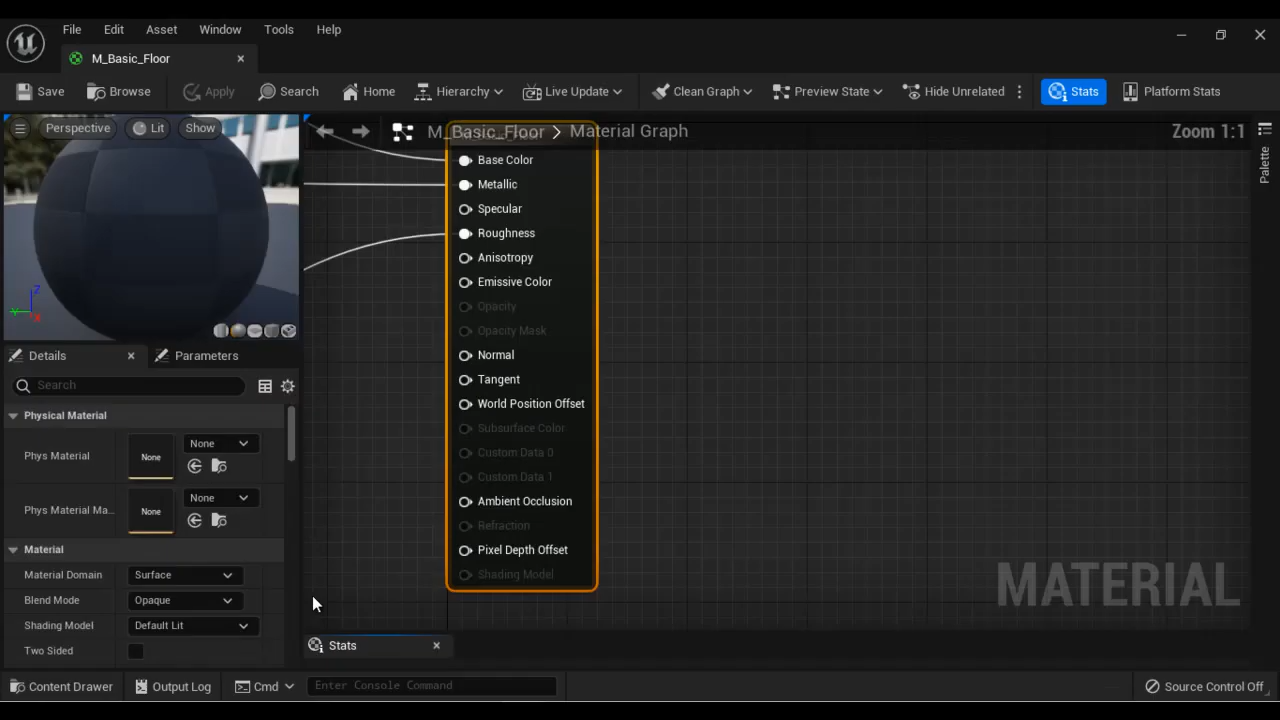 File Edit Asset Window Tools Help
M_Basic_Floor
Save Browse Apply Search Home Hierarchy Live Update Clean Graph Preview State Hide Unrelated Stats Platform Stats
Perspective Lit Show
M_Basic_Floor > Material Graph
Zoom 1:1
Palette
Base Color
Metallic
Specular
Roughness
Anisotropy
Emissive Color
Opacity
Opacity Mask
Normal
Tangent
World Position Offset
Subsurface Color
Custom Data 0
Custom Data 1
Ambient Occlusion
Refraction
Pixel Depth Offset
Shading Model
MATERIAL
Z
Y
X
Details Parameters
Search
Physical Material
Phys Material None None
Phys Material Ma... None None
Material
Material Domain Surface
Blend Mode Opaque
Shading Model Default Lit
Two Sided
Stats
Content Drawer Output Log Cmd Enter Console Command Source Control Off